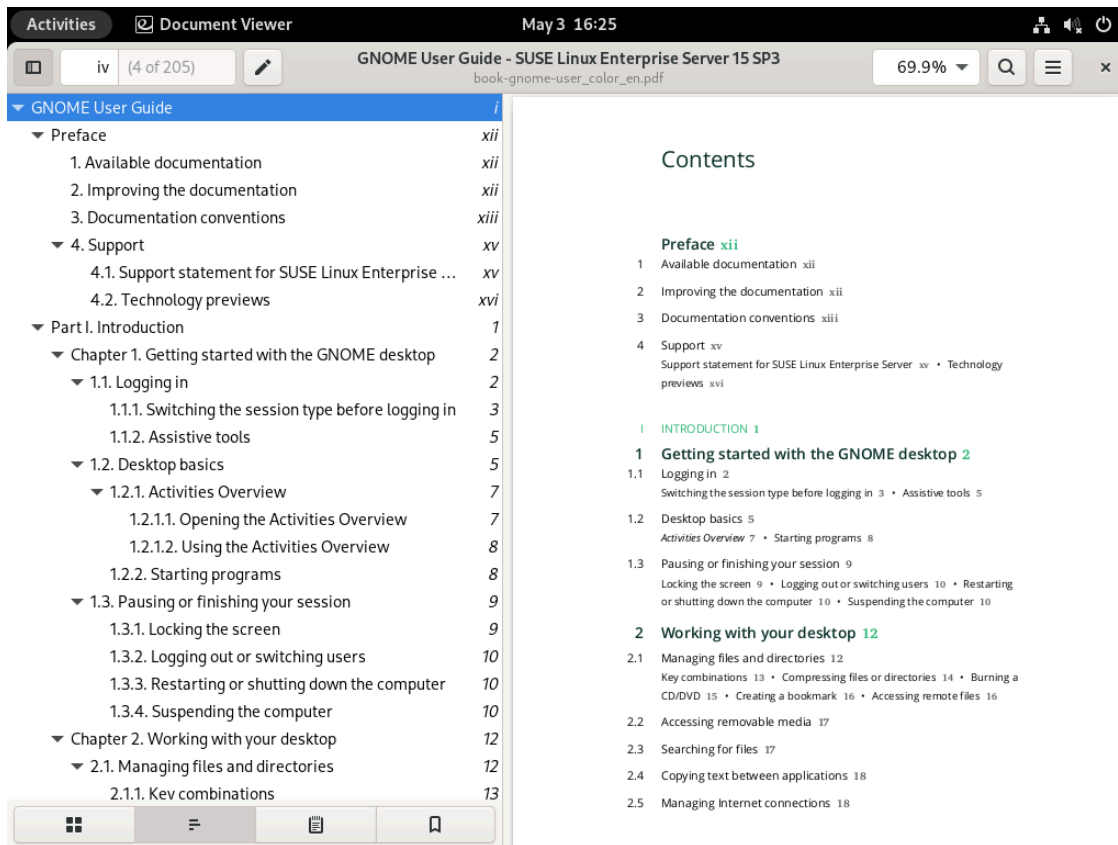 Activities Document Viewer May 3 16:25
iv (4 of 205) GNOME User Guide - SUSE Linux Enterprise Server 15 SP3 69.9%
book-gnome-user_color_en.pdf
GNOME User Guide i
Preface xii
1. Available documentation xii
2. Improving the documentation xii
3. Documentation conventions xiii
4. Support xv
4.1. Support statement for SUSE Linux Enterprise … xv
4.2. Technology previews xvi
Part I. Introduction 1
Chapter 1. Getting started with the GNOME desktop 2
1.1. Logging in 2
1.1.1. Switching the session type before logging in 3
1.1.2. Assistive tools 5
1.2. Desktop basics 5
1.2.1. Activities Overview 7
1.2.1.1. Opening the Activities Overview 7
1.2.1.2. Using the Activities Overview 8
1.2.2. Starting programs 8
1.3. Pausing or finishing your session 9
1.3.1. Locking the screen 9
1.3.2. Logging out or switching users 10
1.3.3. Restarting or shutting down the computer 10
1.3.4. Suspending the computer 10
Chapter 2. Working with your desktop 12
2.1. Managing files and directories 12
2.1.1. Key combinations 13
Contents
Preface xii
1 Available documentation xii
2 Improving the documentation xii
3 Documentation conventions xiii
4 Support xv
Support statement for SUSE Linux Enterprise Server xv • Technology
previews xvi
I INTRODUCTION 1
1 Getting started with the GNOME desktop 2
1.1 Logging in 2
Switching the session type before logging in 3 • Assistive tools 5
1.2 Desktop basics 5
Activities Overview 7 • Starting programs 8
1.3 Pausing or finishing your session 9
Locking the screen 9 • Logging out or switching users 10 • Restarting
or shutting down the computer 10 • Suspending the computer 10
2 Working with your desktop 12
2.1 Managing files and directories 12
Key combinations 13 • Compressing files or directories 14 • Burning a
CD/DVD 15 • Creating a bookmark 16 • Accessing remote files 16
2.2 Accessing removable media 17
2.3 Searching for files 17
2.4 Copying text between applications 18
2.5 Managing Internet connections 18